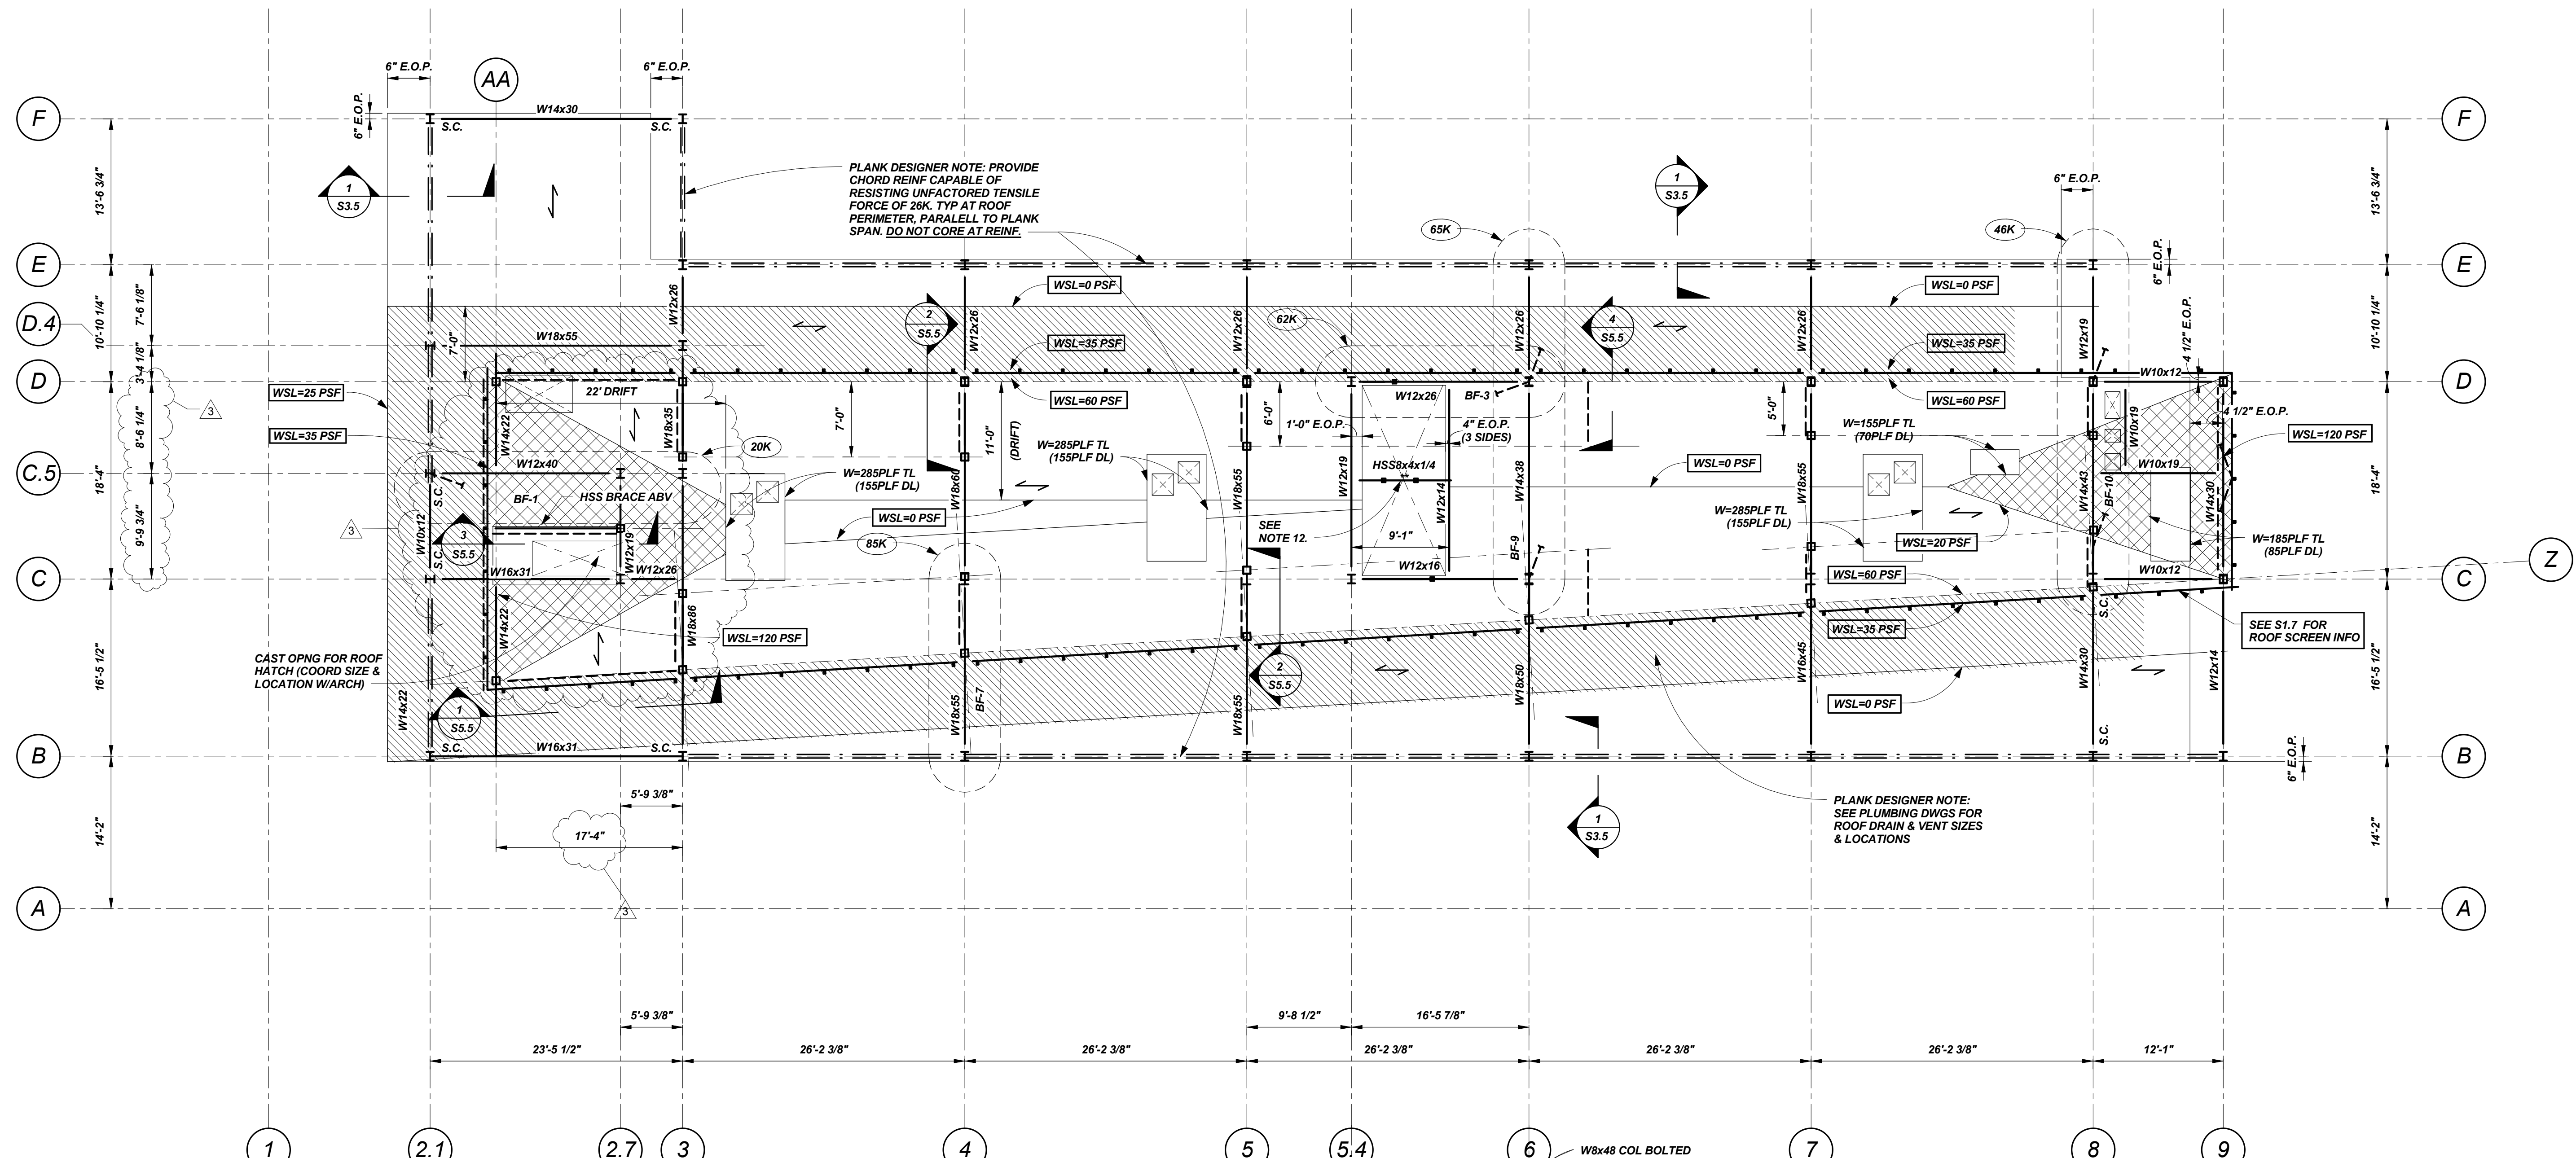 6" E.O.P.
6" E.O.P.
AA
6" E.O.P.
W14x30
S.C.
S.C.
F
F
PLANK DESIGNER NOTE: PROVIDE
CHORD REINF CAPABLE OF
RESISTING UNFACTORED TENSILE
FORCE OF 26K. TYP AT ROOF
PERIMETER, PARALELL TO PLANK
SPAN. DO NOT CORE AT REINF.
1
S3.5
1
S3.5
6" E.O.P.
13'-6 3/4"
13'-6 3/4"
65K
46K
E
E
6" E.O.P.
WSL=0 PSF
WSL=0 PSF
10'-10 1/4"
7'-6 1/8"
10'-10 1/4"
W12x26
W12x26
W12x26
W12x26
W12x26
W12x19
4 1/2" E.O.P.
D.4
2
S5.5
62K
4
S5.5
W18x55
7'-0"
WSL=35 PSF
WSL=35 PSF
3'-4 1/8"
D
D
W10x12
22' DRIFT
WSL=25 PSF
WSL=60 PSF
W12x26
BF-3
WSL=60 PSF
3
WSL=35 PSF
W14x22
W18x35
20K
7'-0"
11'-0"
(DRIFT)
6'-0"
1'-0" E.O.P.
4" E.O.P.
(3 SIDES)
5'-0"
W=155PLF TL
(70PLF DL)
W10x19
4 1/2" E.O.P.
WSL=120 PSF
8'-6 1/4"
18'-4"
18'-4"
W=285PLF TL
(155PLF DL)
W=285PLF TL
(155PLF DL)
W12x40
HSS8x4x1/4
WSL=0 PSF
W10x19
C.5
S.C.
BF-1
HSS BRACE ABV
W18x60
W18x55
W12x19
W12x14
W14x38
W18x55
W14x43
BF-10
W14x30
WSL=0 PSF
W=285PLF TL
(155PLF DL)
3
W10x12
3
S5.5
SEE
NOTE 12.
9'-1"
BF-9
WSL=20 PSF
W=185PLF TL
(85PLF DL)
85K
9'-9 3/4"
S.C.
W12x19
W16x31
W12x26
W12x16
WSL=60 PSF
W10x12
Z
C
C
S.C.
W14x22
W18x86
WSL=120 PSF
WSL=35 PSF
SEE S1.7 FOR
ROOF SCREEN INFO
CAST OPNG FOR ROOF
HATCH (COORD SIZE &
LOCATION W/ARCH)
16'-5 1/2"
16'-5 1/2"
2
S5.5
W14x22
1
S5.5
W18x55
BF-7
W18x55
W18x50
W16x45
W14x30
W12x14
WSL=0 PSF
S.C.
W16x31
S.C.
S.C.
B
B
6" E.O.P.
5'-9 3/8"
17'-4"
1
S3.5
PLANK DESIGNER NOTE:
SEE PLUMBING DWGS FOR
ROOF DRAIN & VENT SIZES
& LOCATIONS
14'-2"
14'-2"
3
A
A
5'-9 3/8"
9'-8 1/2"
16'-5 7/8"
23'-5 1/2"
26'-2 3/8"
26'-2 3/8"
26'-2 3/8"
26'-2 3/8"
26'-2 3/8"
12'-1"
1
2.1
2.7
3
4
5
5.4
6
7
8
9
W8x48 COL BOLTED